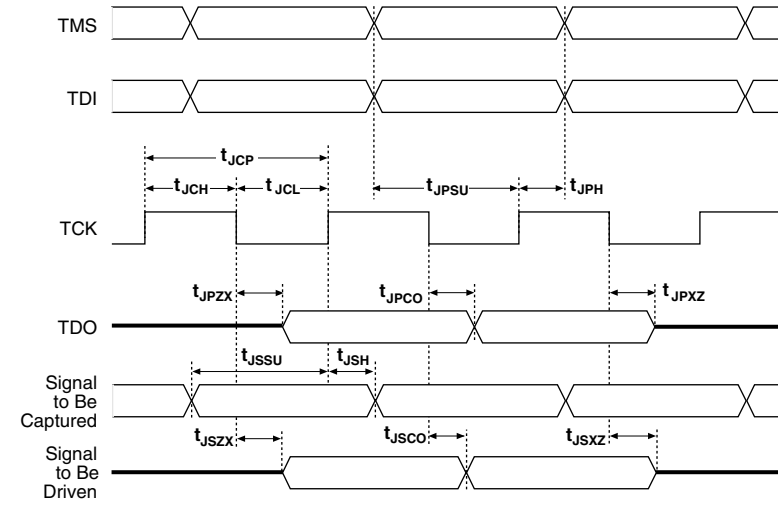 TMS
TDI
tJCP
tJCH
tJCL
tJPSU
tJPH
TCK
tJPZX
tJPCO
tJPXZ
TDO
tJSSU
tJSH
Signal
to Be
Captured
tJSZX
tJSCO
tJSXZ
Signal
to Be
Driven